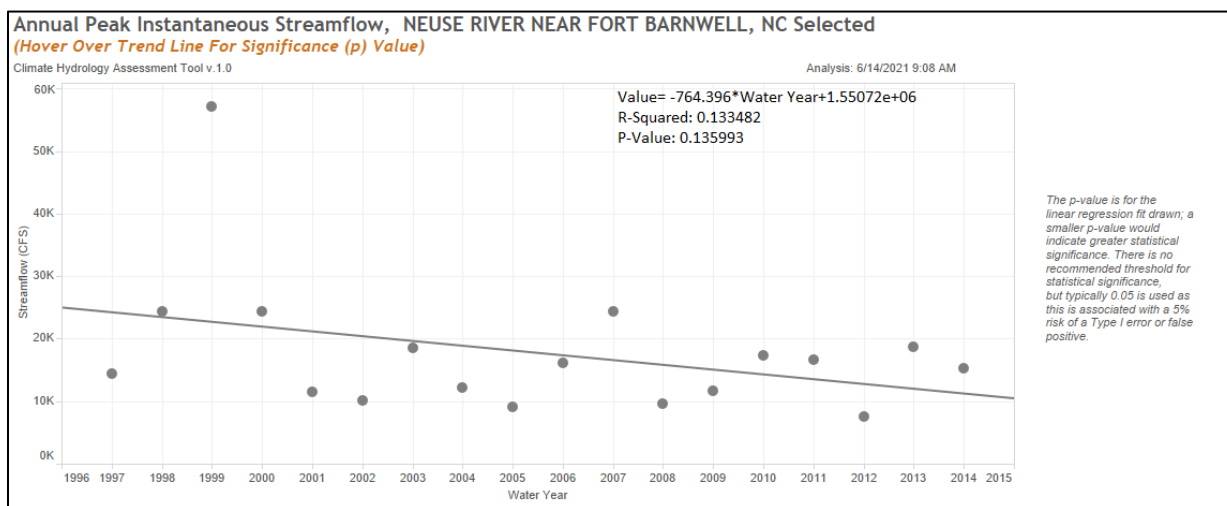 Annual Peak Instantaneous Streamflow, NEUSE RIVER NEAR FORT BARNWELL, NC Selected
(Hover Over Trend Line For Significance (p) Value)
Climate Hydrology Assessment Tool v.1.0
Analysis: 6/14/2021 9:08 AM
Value= -764.396*Water Year+1.55072e+06
R-Squared: 0.133482
P-Value: 0.135993
60K
50K
40K
30K
20K
10K
0K
Streamflow (CFS)
1996 1997 1998 1999 2000 2001 2002 2003 2004 2005 2006 2007 2008 2009 2010 2011 2012 2013 2014 2015
Water Year
The p-value is for the
linear regression fit drawn; a
smaller p-value would
indicate greater statistical
significance. There is no
recommended threshold for
statistical significance,
but typically 0.05 is used as
this is associated with a 5%
risk of a Type I error or false
positive.